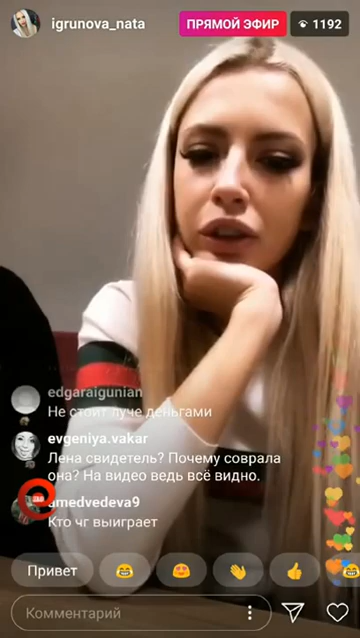 igrunova_nata
ПРЯМОЙ ЭФИР
1192
edgaraigunian
Не стоит луче деньгами
evgeniya.vakar
Лена свидетель? Почему соврала
она? На видео ведь всё видно.
amedvedeva9
Кто чг выиграет
Привет
Комментарий